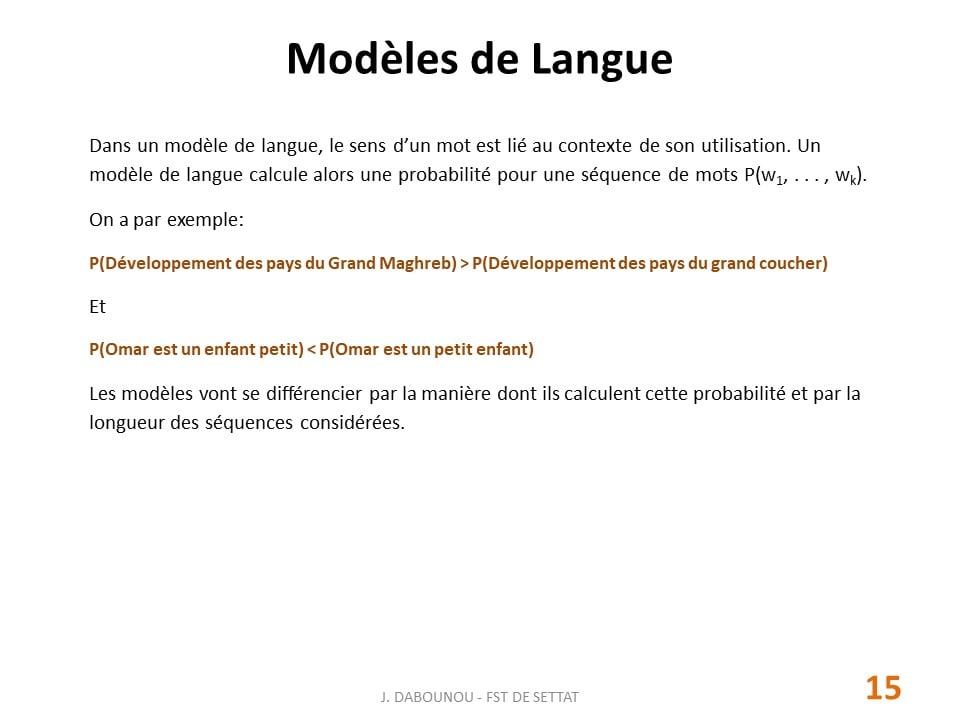 Modèles de Langue
Dans un modèle de langue, le sens d’un mot est lié au contexte de son utilisation. Un
modèle de langue calcule alors une probabilité pour une séquence de mots P(w₁, . . . , wₖ).
On a par exemple:
P(Développement des pays du Grand Maghreb) > P(Développement des pays du grand coucher)
Et
P(Omar est un enfant petit) < P(Omar est un petit enfant)
Les modèles vont se différencier par la manière dont ils calculent cette probabilité et par la
longueur des séquences considérées.
J. DABOUNOU - FST DE SETTAT
15